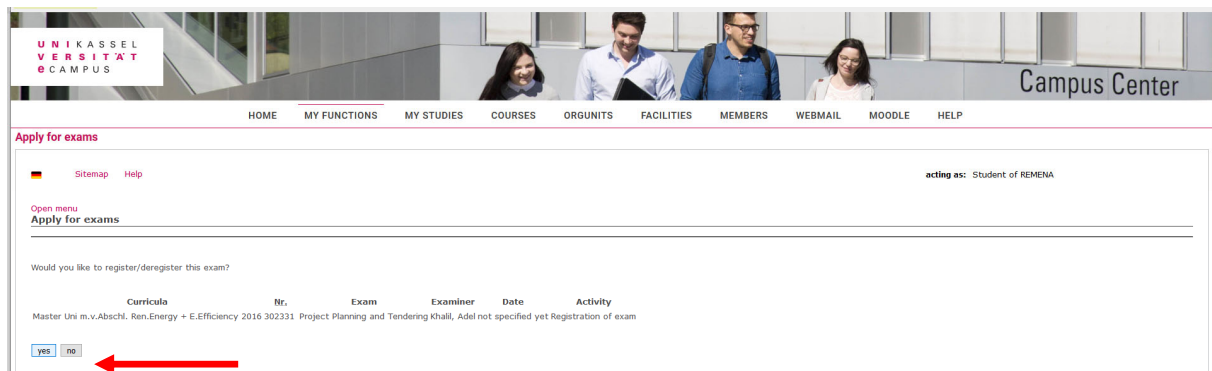 UNIKASSEL
VERSITÄT
eCAMPUS
Campus Center
HOME MY FUNCTIONS MY STUDIES COURSES ORGUNITS FACILITIES MEMBERS WEBMAIL MOODLE HELP
Apply for exams
Sitemap Help acting as: Student of REMENA
Open menu
Apply for exams
Would you like to register/deregister this exam?
Curricula Nr. Exam Examiner Date Activity
Master Uni m.v.Abschl. Ren.Energy + E.Efficiency 2016 302331 Project Planning and Tendering Khalil, Adel not specified yet Registration of exam
yes no